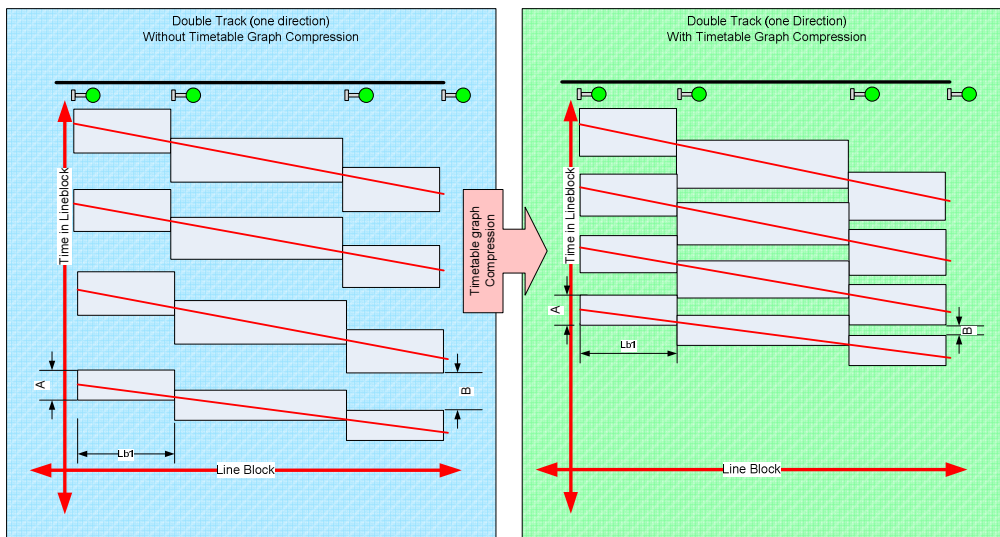 Double Track (one direction)
Without Timetable Graph Compression
Time in Lineblock
A
B
Lb1
Line Block
Timetable graph
Compression
Double Track (one Direction)
With Timetable Graph Compression
Time in Lineblock
A
B
Lb1
Line Block